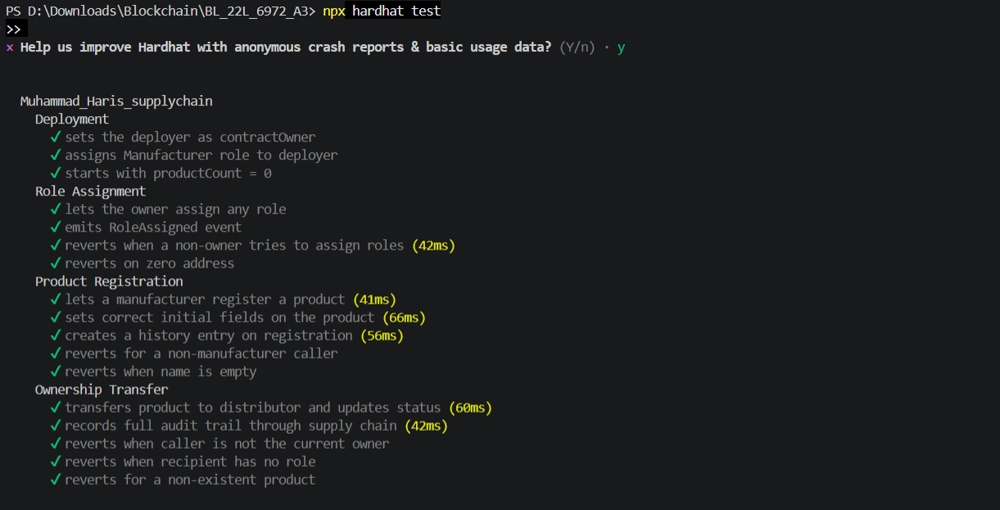 PS D:\Downloads\Blockchain\BL_22L_6972_A3> npx hardhat test
>>
× Help us improve Hardhat with anonymous crash reports & basic usage data? (Y/n) · y
Muhammad_Haris_supplychain
Deployment
✓ sets the deployer as contractOwner
✓ assigns Manufacturer role to deployer
✓ starts with productCount = 0
Role Assignment
✓ lets the owner assign any role
✓ emits RoleAssigned event
✓ reverts when a non-owner tries to assign roles (42ms)
✓ reverts on zero address
Product Registration
✓ lets a manufacturer register a product (41ms)
✓ sets correct initial fields on the product (66ms)
✓ creates a history entry on registration (56ms)
✓ reverts for a non-manufacturer caller
✓ reverts when name is empty
Ownership Transfer
✓ transfers product to distributor and updates status (60ms)
✓ records full audit trail through supply chain (42ms)
✓ reverts when caller is not the current owner
✓ reverts when recipient has no role
✓ reverts for a non-existent product